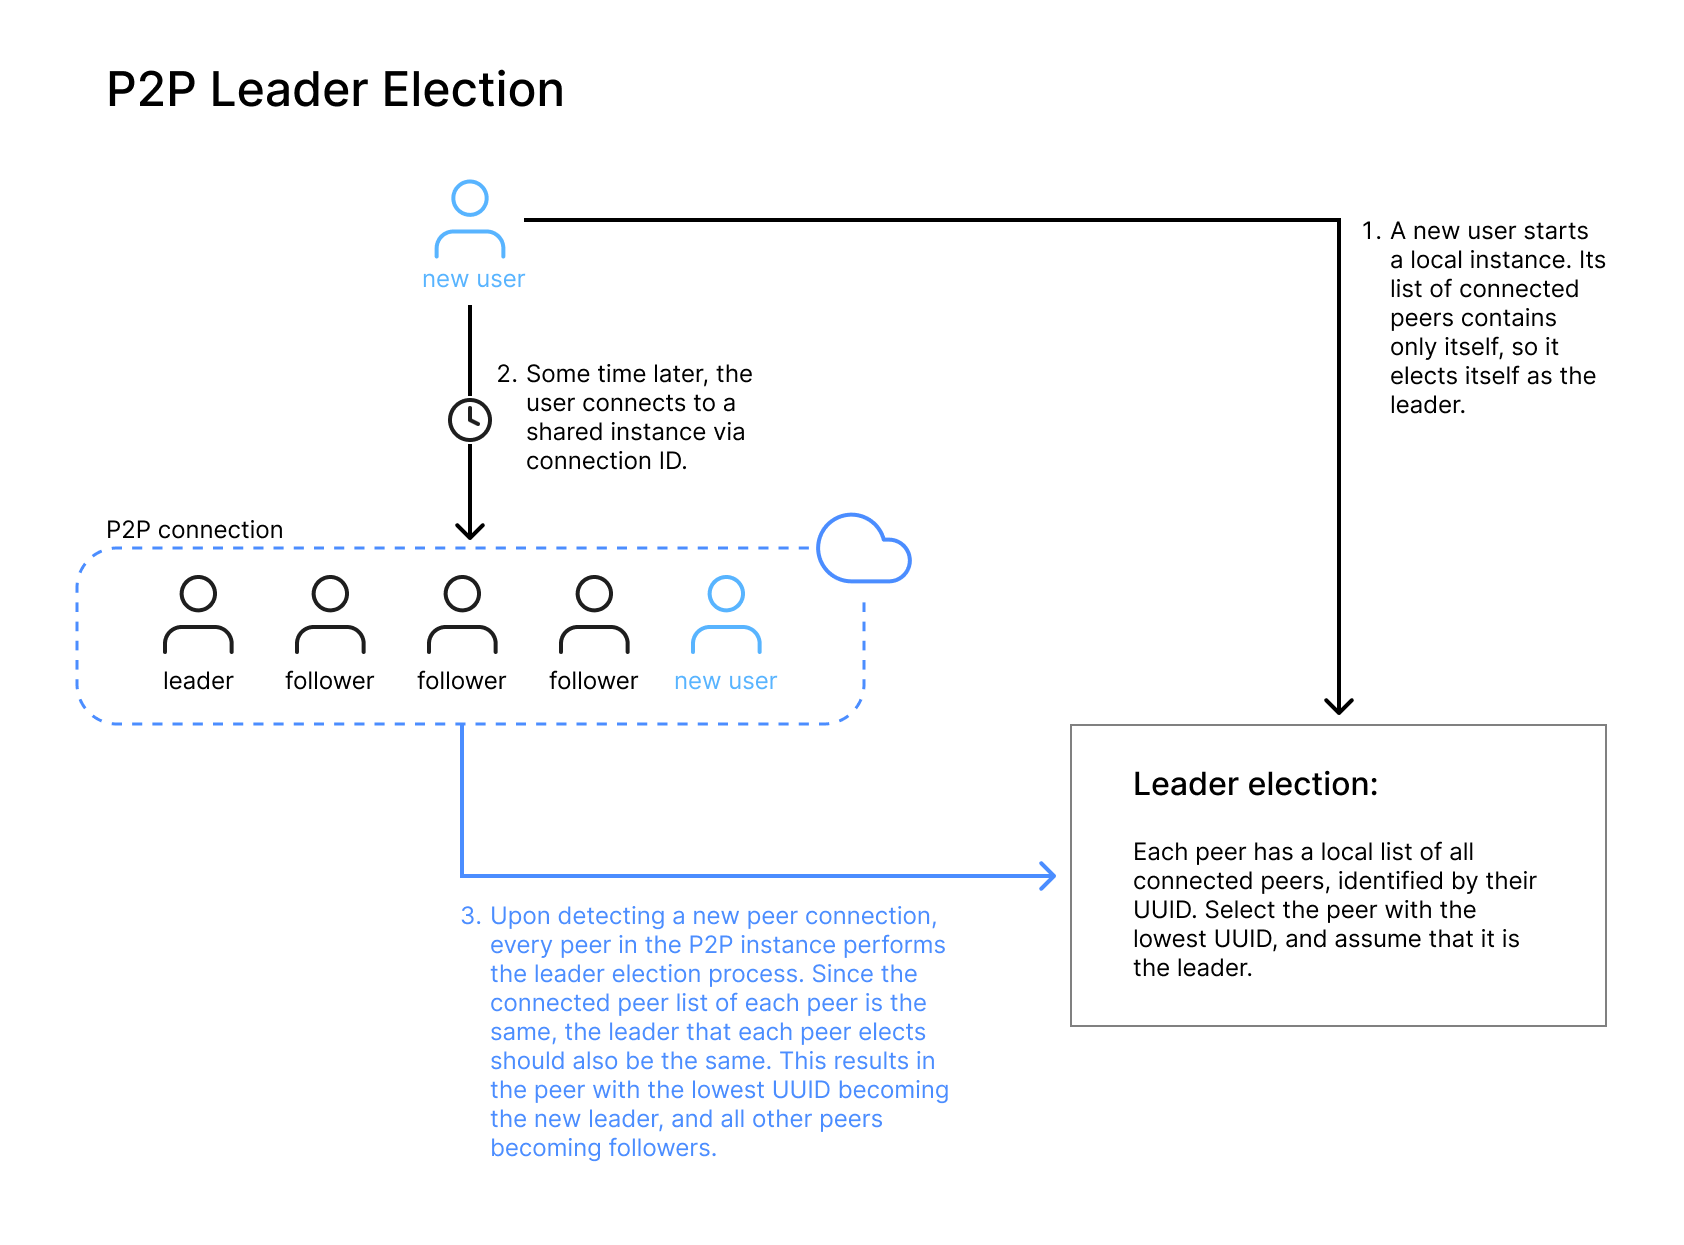 P2P Leader Election
new user
1. A new user starts
a local instance. Its
list of connected
peers contains
only itself, so it
elects itself as the
leader.
2. Some time later, the
user connects to a
shared instance via
connection ID.
P2P connection
leader
follower
follower
follower
new user
Leader election:
Each peer has a local list of all
connected peers, identified by their
UUID. Select the peer with the
lowest UUID, and assume that it is
the leader.
3. Upon detecting a new peer connection,
every peer in the P2P instance performs
the leader election process. Since the
connected peer list of each peer is the
same, the leader that each peer elects
should also be the same. This results in
the peer with the lowest UUID becoming
the new leader, and all other peers
becoming followers.